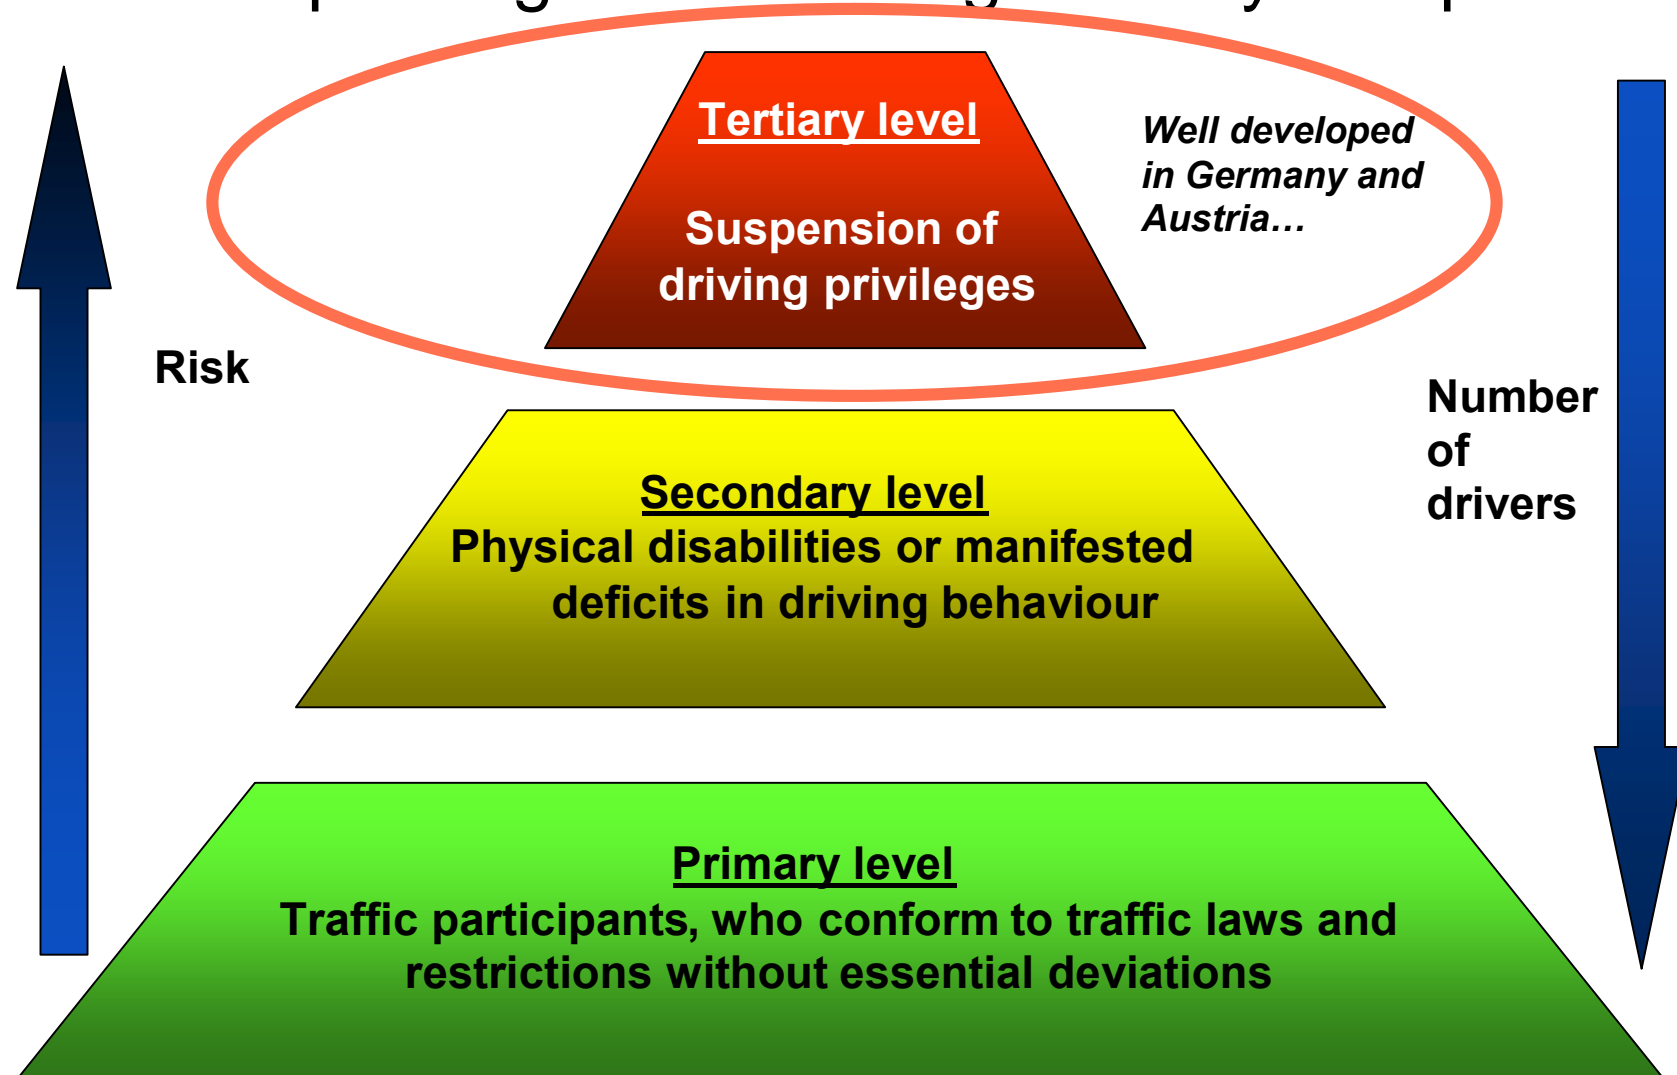 Tertiary level
Suspension of
driving privileges
Well developed
in Germany and
Austria…
Risk
Number
of
drivers
Secondary level
Physical disabilities or manifested
deficits in driving behaviour
Primary level
Traffic participants, who conform to traffic laws and
restrictions without essential deviations